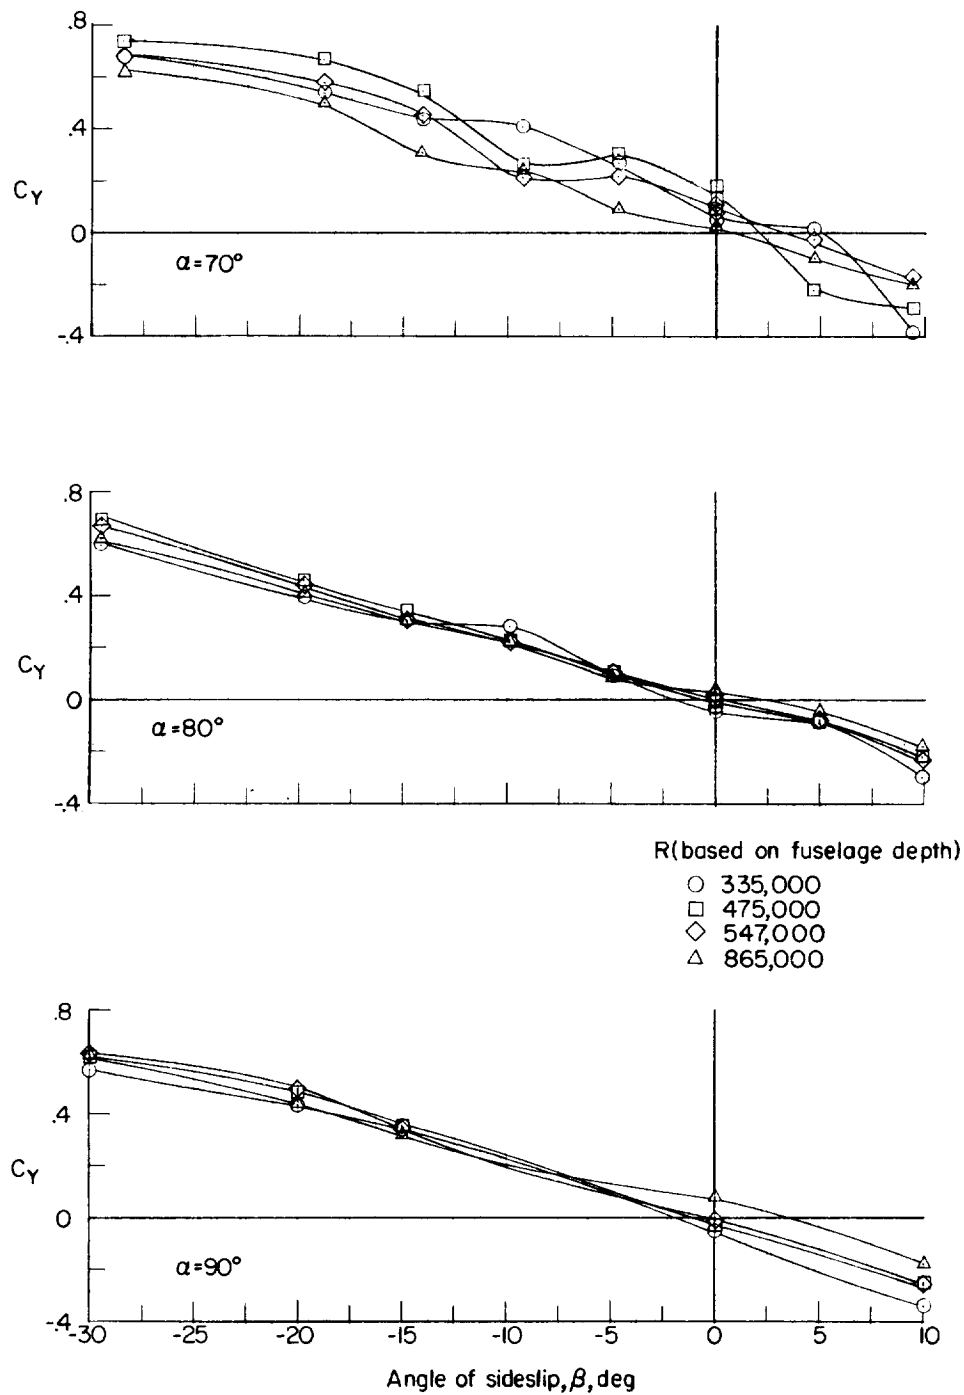 .8
.4
C_Y
0
α=70°
-.4
.8
.4
C_Y
0
α=80°
-.4
R(based on fuselage depth)
335,000
475,000
547,000
865,000
.8
.4
C_Y
0
α=90°
-.4
-30 -25 -20 -15 -10 -5 0 5 10
Angle of sideslip, β, deg